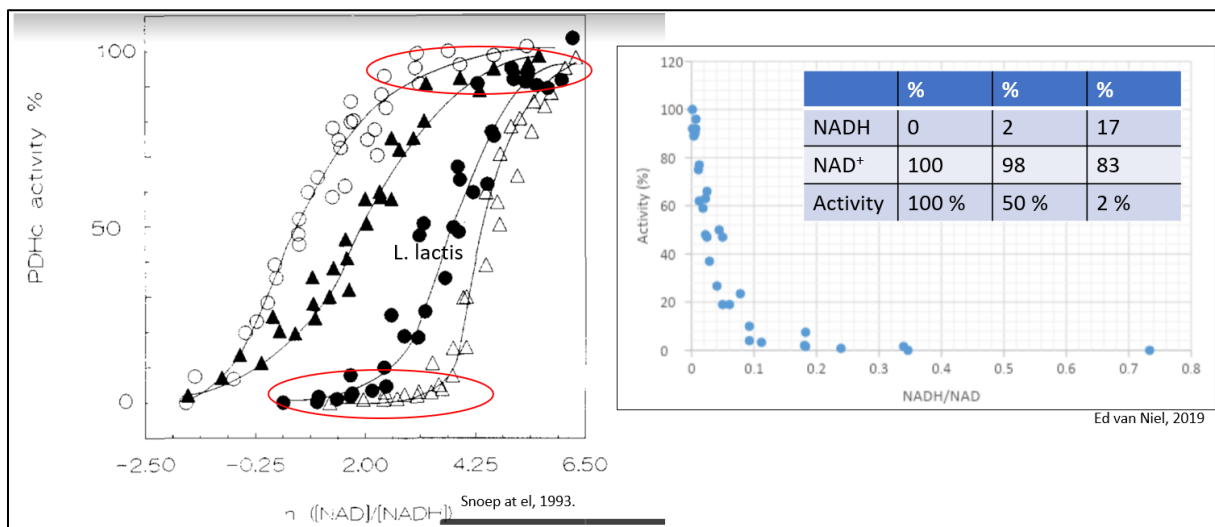 100
50
0
PDHc activity %
L. lactis
-2.50
-0.25
2.00
4.25
6.50
n ([NAD]/[NADH])
Snoep at el, 1993.
120
100
80
60
40
20
0
Activity (%)
% % %
NADH 0 2 17
NAD⁺ 100 98 83
Activity 100 % 50 % 2 %
0 0.1 0.2 0.3 0.4 0.5 0.6 0.7 0.8
NADH/NAD
Ed van Niel, 2019